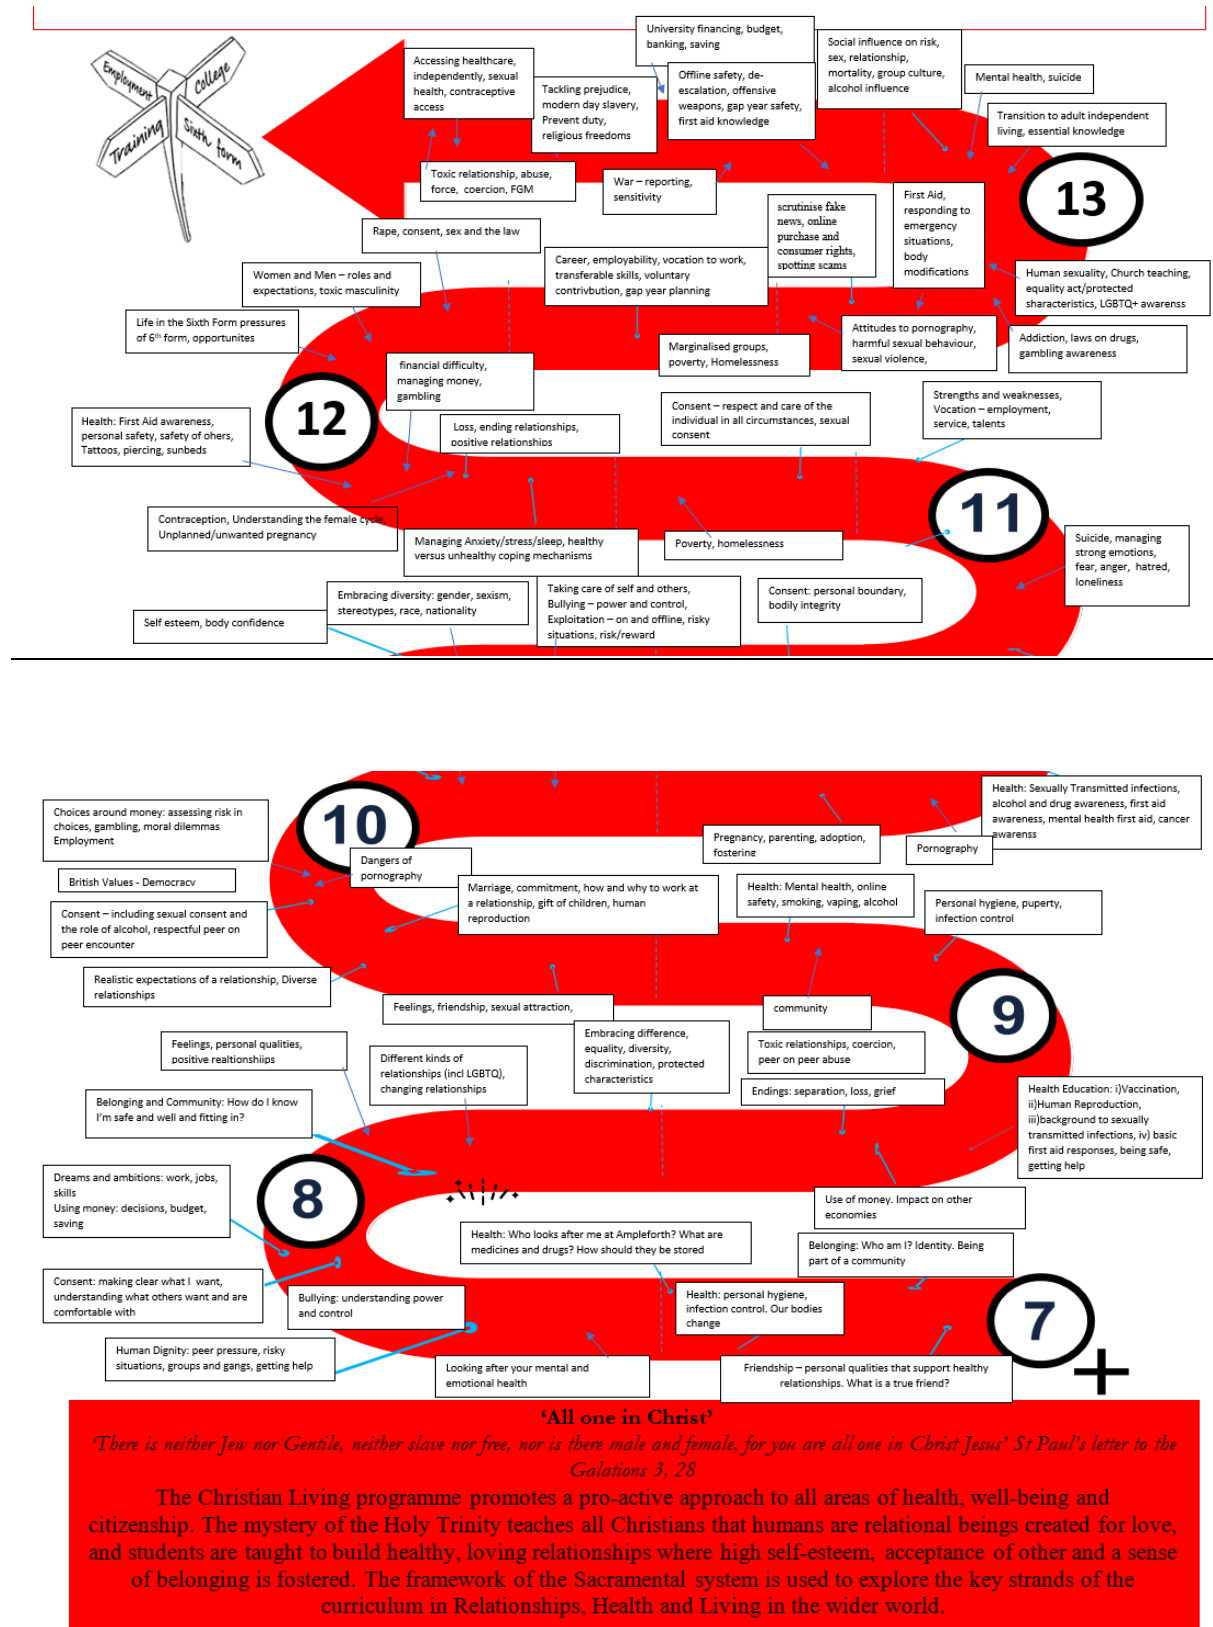 University financing, budget,
banking, saving
Social influence on risk,
sex, relationship,
mortality, group culture,
alcohol influence
Accessing healthcare,
independently, sexual
health, contraceptive
access
Offline safety, de-
escalation, offensive
weapons, gap year safety,
first aid knowledge
Mental health, suicide
Tackling prejudice,
modern day slavery,
Prevent duty,
religious freedoms
Transition to adult independent
living, essential knowledge
Employment
College
Training
Sixth form
Toxic relationship, abuse,
force, coercion, FGM
War – reporting,
sensitivity
13
scrutinise fake
news, online
purchase and
consumer rights,
spotting scams
First Aid,
responding to
emergency
situations,
body
modifications
Rape, consent, sex and the law
Career, employability, vocation to work,
transferable skills, voluntary
contrivbution, gap year planning
Women and Men – roles and
expectations, toxic masculinity
Human sexuality, Church teaching,
equality act/protected
sharacteristics, LGBTQ+ awarenss
Life in the Sixth Form pressures
of 6th form, opportunites
Attitudes to pornography,
harmful sexual behaviour,
sexual violence,
Addiction, laws on drugs,
gambling awareness
Marginalised groups,
poverty, Homelessness
financial difficulty,
managing money,
gambling
12
Strengths and weaknesses,
Vocation – employment,
service, talents
Consent – respect and care of the
individual in all circumstances, sexual
consent
Health: First Aid awareness,
personal safety, safety of ohers,
Tattoos, piercing, sunbeds
Loss, ending relationships,
positive relationships
11
Contraception, Understanding the female cycle,
Unplanned/unwanted pregnancy
Managing Anxiety/stress/sleep, healthy
versus unhealthy coping mechanisms
Poverty, homelessness
Suicide, managing
strong emotions,
fear, anger, hatred,
loneliness
Embracing diversity: gender, sexism,
stereotypes, race, nationality
Taking care of self and others,
Bullying – power and control,
Exploitation – on and offline, risky
situations, risk/reward
Consent: personal boundary,
bodily integrity
Self esteem, body confidence
10
Health: Sexually Transmitted infections,
alcohol and drug awareness, first aid
awareness, mental health first aid, cancer
awarenss
Choices around money: assessing risk in
choices, gambling, moral dilemmas
Employment
Pregnancy, parenting, adoption,
fostering
Pornography
Dangers of
pornography
British Values - Democracy
Marriage, commitment, how and why to work at
a relationship, gift of children, human
reproduction
Health: Mental health, online
safety, smoking, vaping, alcohol
Personal hygiene, puperty,
infection control
Consent – including sexual consent and
the role of alcohol, respectful peer on
peer encounter
Realistic expectations of a relationship, Diverse
relationships
Feelings, friendship, sexual attraction,
community
9
Feelings, personal qualities,
positive realtionshiips
Embracing difference,
equality, diversity,
discrimination, protected
characteristics
Toxic relationships, coercion,
peer on peer abuse
Different kinds of
relationships (incl LGBTQ),
changing relationships
Endings: separation, loss, grief
Belonging and Community: How do I know
I'm safe and well and fitting in?
Health Education: i)Vaccination,
ii)Human Reproduction,
iii)background to sexually
transmitted infections, iv) basic
first aid responses, being safe,
getting help
Dreams and ambitions: work, jobs,
skills
Using money: decisions, budget,
saving
8
Use of money. Impact on other
economies
Health: Who looks after me at Ampleforth? What are
medicines and drugs? How should they be stored
Belonging: Who am I? Identity. Being
part of a community
Consent: making clear what I want,
understanding what others want and are
comfortable with
Bullying: understanding power
and control
Health: personal hygiene,
infection control. Our bodies
change
7
+
Human Dignity: peer pressure, risky
situations, groups and gangs, getting help
Looking after your mental and
emotional health
Friendship – personal qualities that support healthy
relationships. What is a true friend?
‘All one in Christ’
‘There is neither Jew nor Gentile, neither slave nor free, nor is there male and female, for you are all one in Christ Jesus’ St Paul's letter to the
Galations 3, 28
The Christian Living programme promotes a pro-active approach to all areas of health, well-being and
citizenship. The mystery of the Holy Trinity teaches all Christians that humans are relational beings created for love,
and students are taught to build healthy, loving relationships where high self-esteem, acceptance of other and a sense
of belonging is fostered. The framework of the Sacramental system is used to explore the key strands of the
curriculum in Relationships, Health and Living in the wider world.